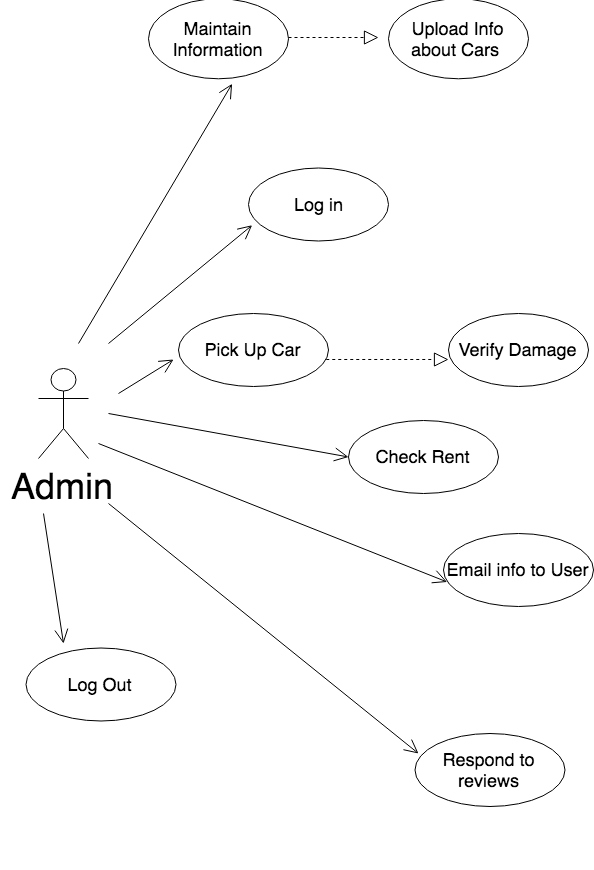 Maintain
Information
Upload Info
about Cars
Log in
Pick Up Car
Verify Damage
Check Rent
Admin
Email info to User
Log Out
Respond to
reviews